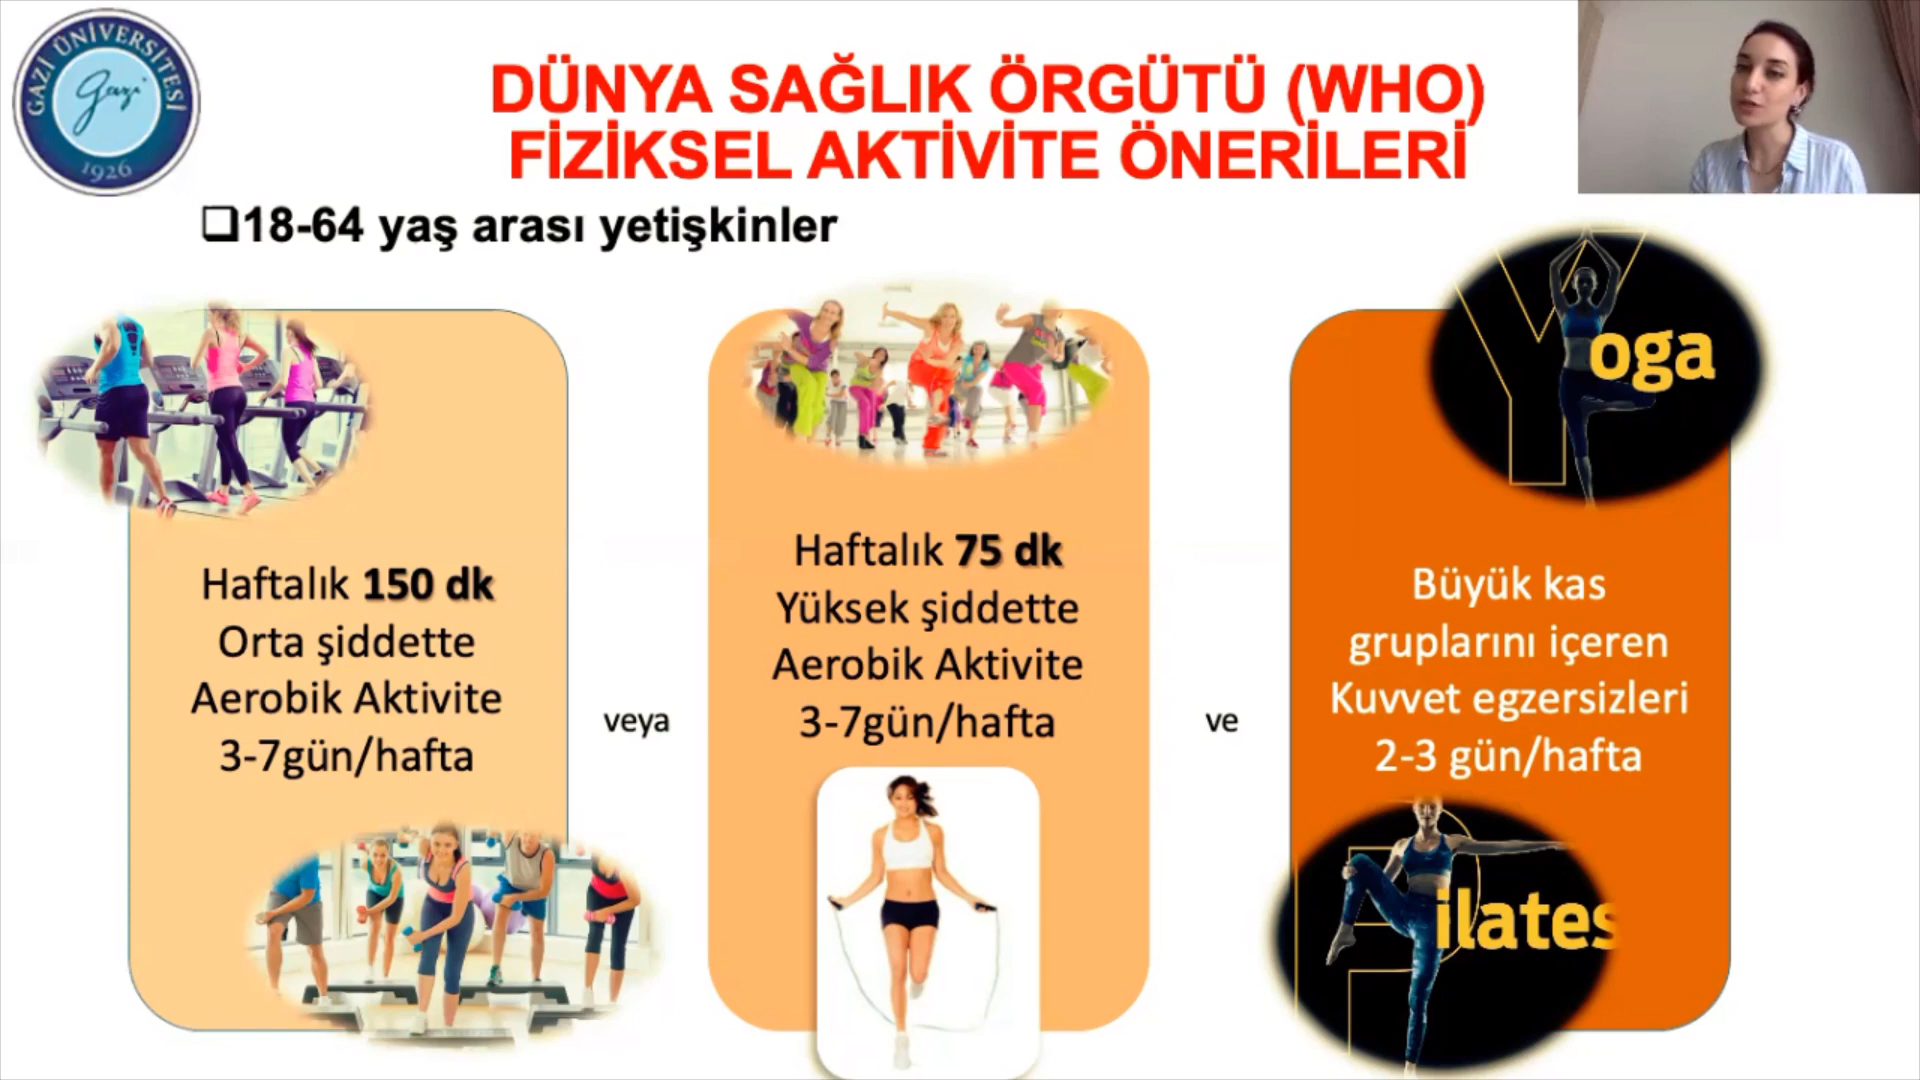 GAZİ ÜNİVERSİTESİ
Gazi
1926
DÜNYA SAĞLIK ÖRGÜTÜ (WHO)
FİZİKSEL AKTİVİTE ÖNERİLERİ
❑18-64 yaş arası yetişkinler
Haftalık 150 dk
Orta şiddette
Aerobik Aktivite
3-7gün/hafta
veya
Haftalık 75 dk
Yüksek şiddette
Aerobik Aktivite
3-7gün/hafta
ve
Yoga
Büyük kas
gruplarını içeren
Kuvvet egzersizleri
2-3 gün/hafta
Pilates